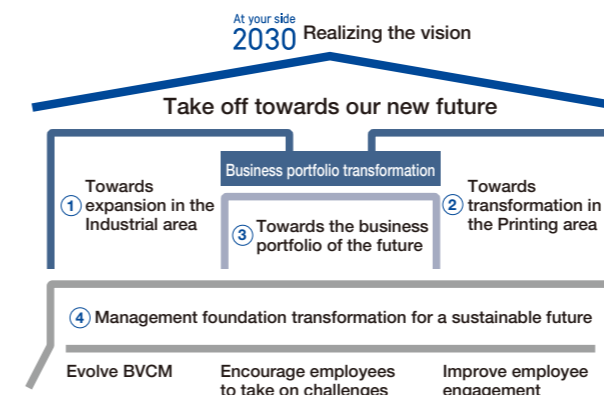 At your side
2030 Realizing the vision
Take off towards our new future
Business portfolio transformation
① Towards
expansion in the
Industrial area
② Towards
transformation in
the Printing area
③ Towards the business
portfolio of the future
④ Management foundation transformation for a sustainable future
Evolve BVCM
Encourage employees
to take on challenges
Improve employee
engagement